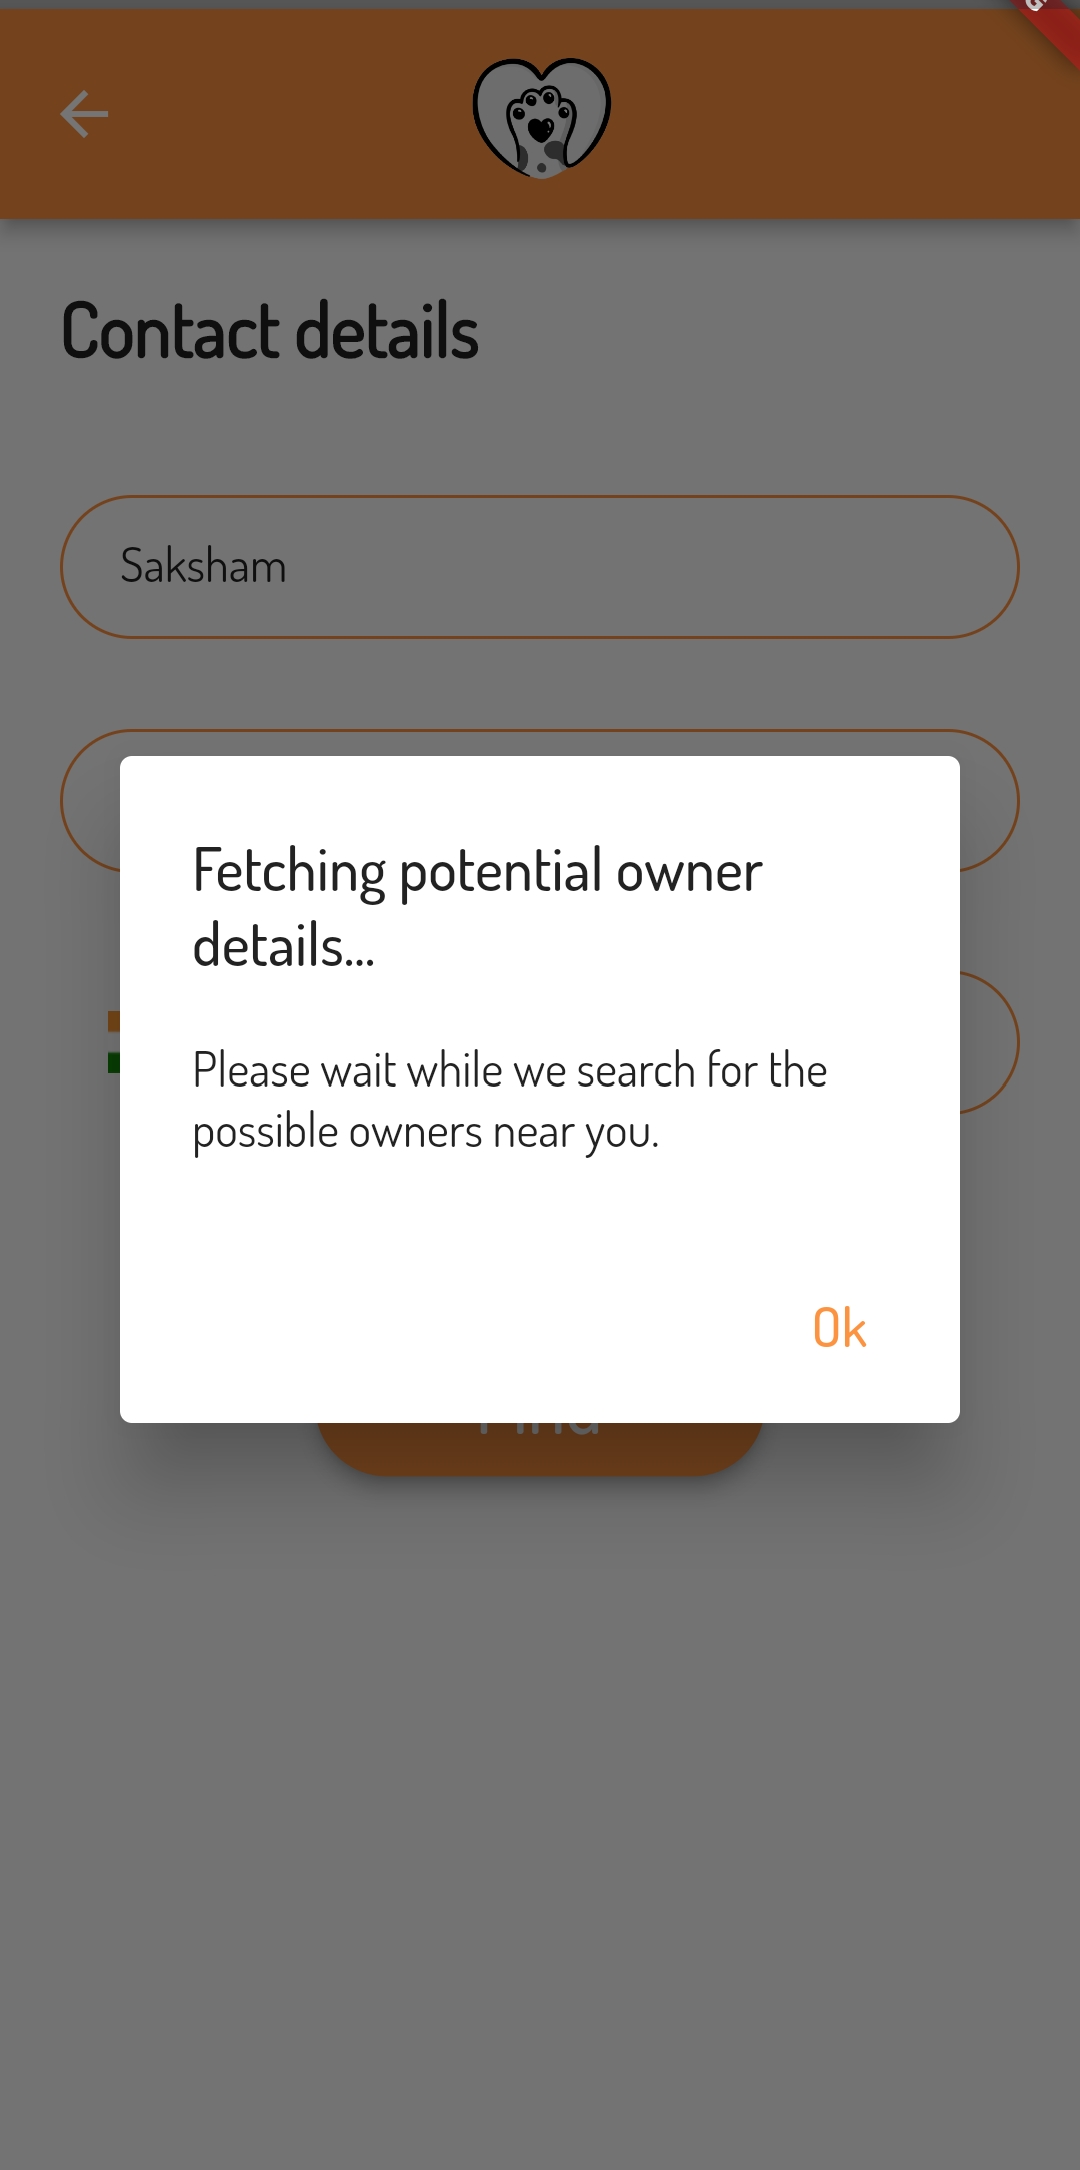 Contact details
Saksham
Fetching potential owner
details...
Please wait while we search for the
possible owners near you.
Ok